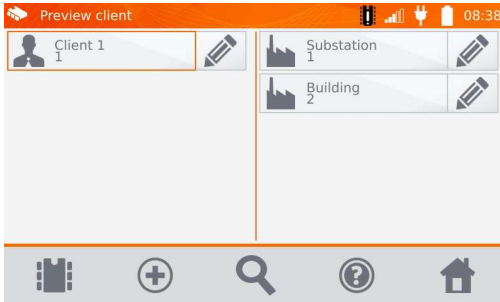 Preview client
08:38
Client 1
1
Substation
1
Building
2